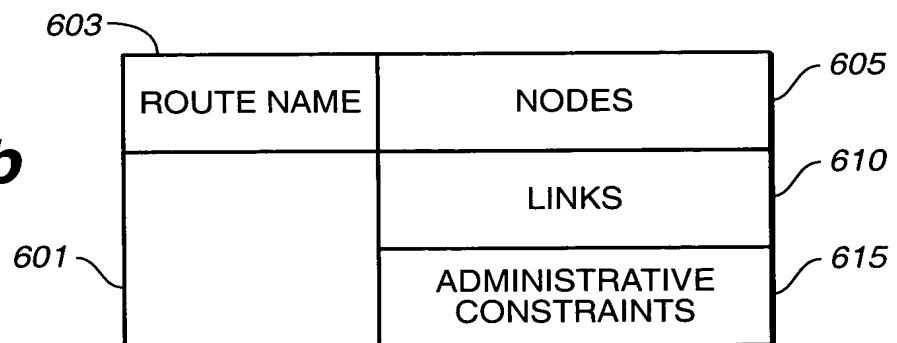 603
ROUTE NAME NODES 605
b
LINKS 610
601
ADMINISTRATIVE CONSTRAINTS 615